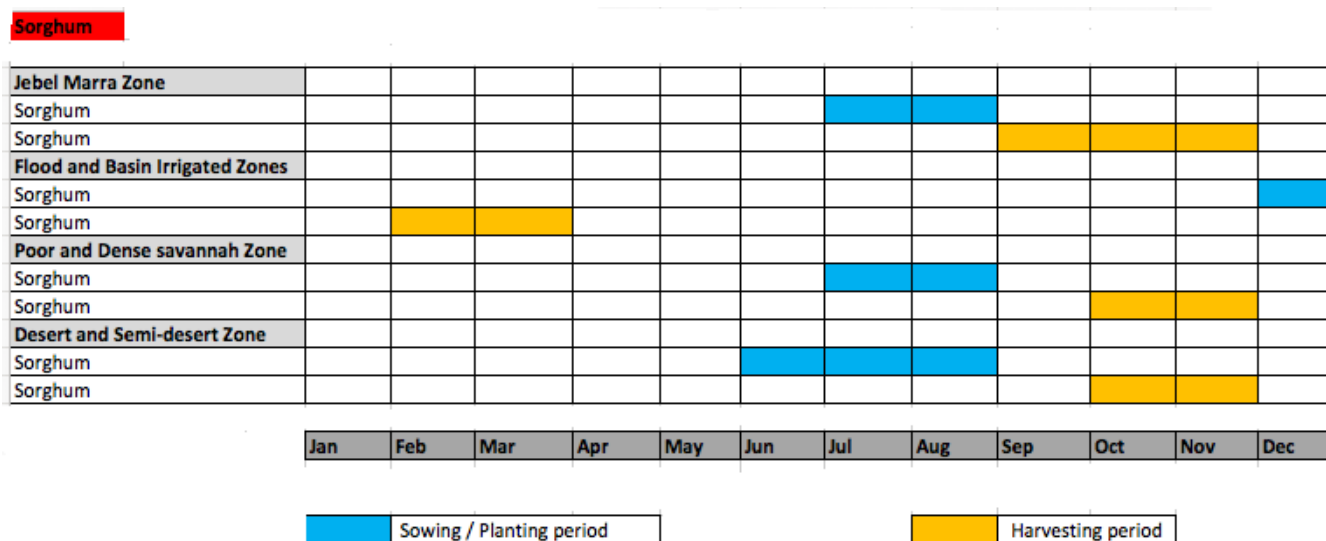 Sorghum
Jebel Marra Zone
Sorghum
Sorghum
Flood and Basin Irrigated Zones
Sorghum
Sorghum
Poor and Dense savannah Zone
Sorghum
Sorghum
Desert and Semi-desert Zone
Sorghum
Sorghum
Jan Feb Mar Apr May Jun Jul Aug Sep Oct Nov Dec
Sowing / Planting period Harvesting period